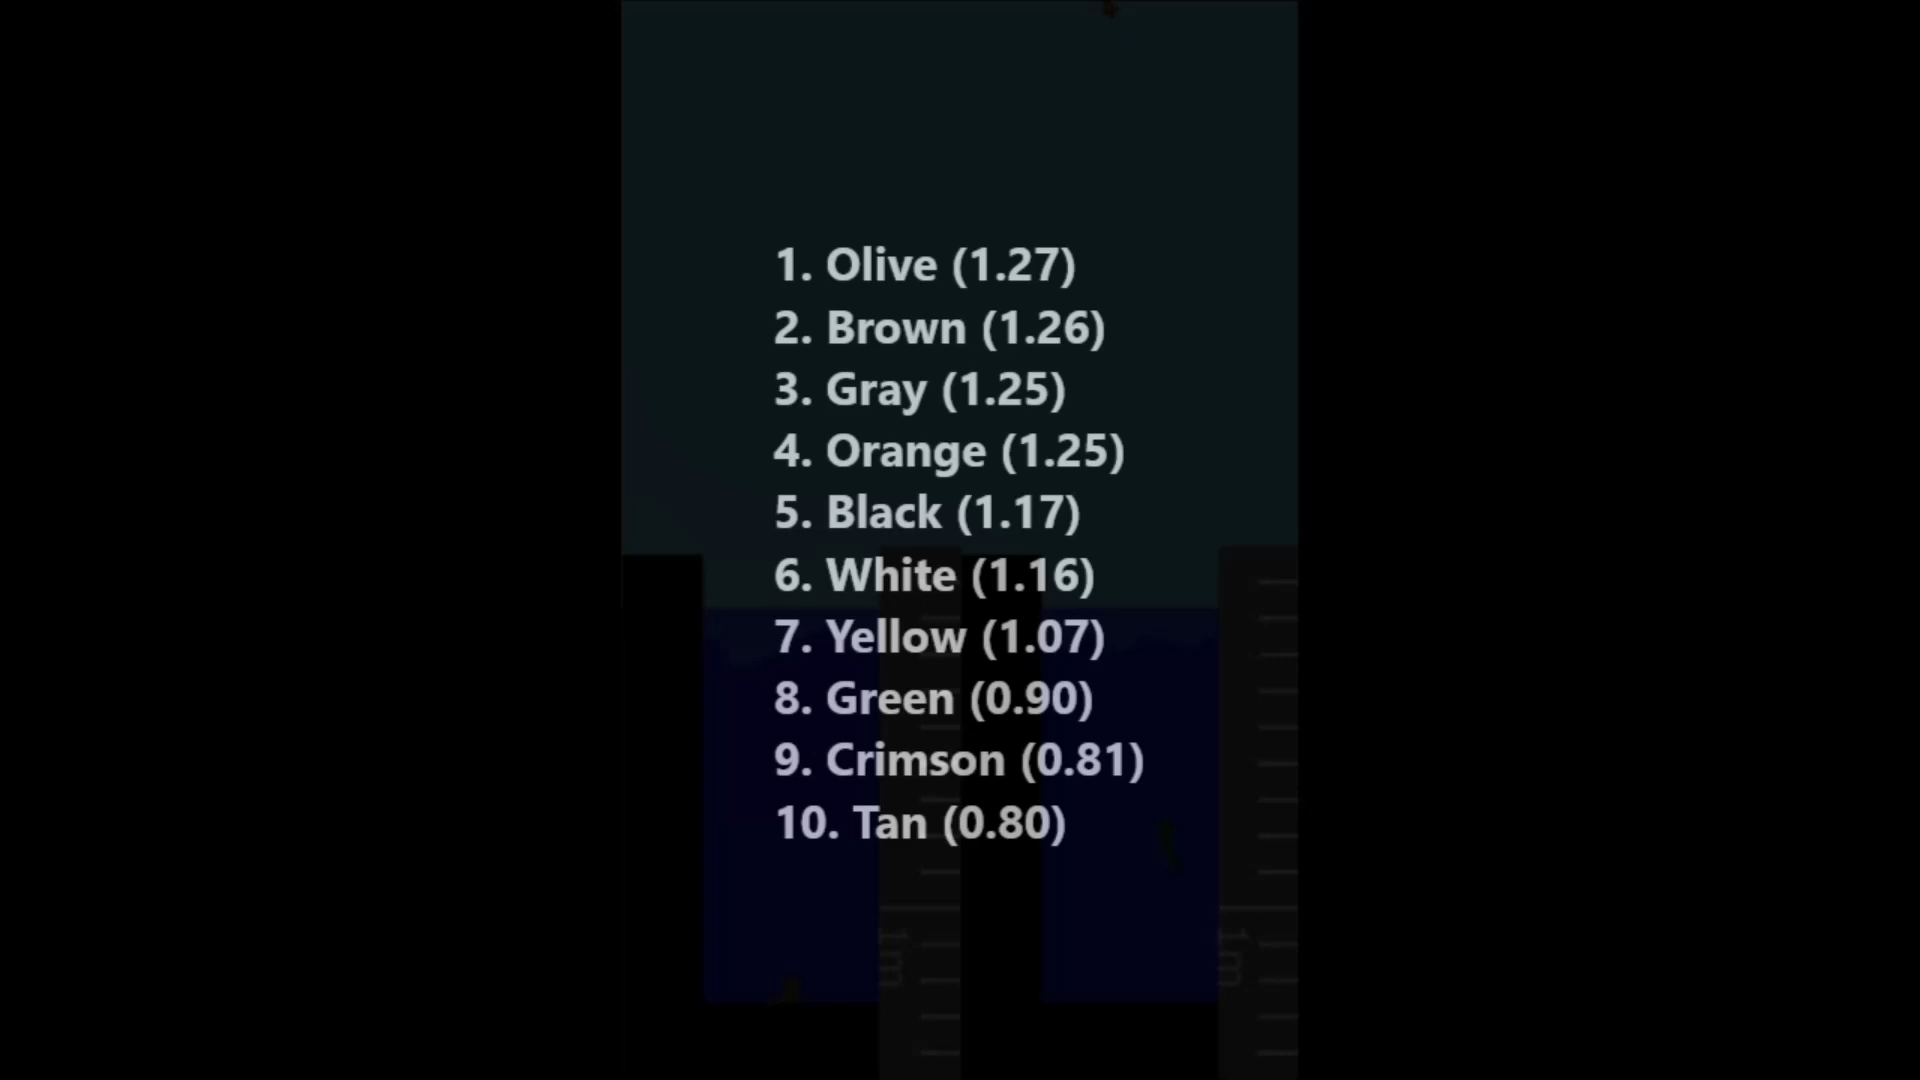 1. Olive (1.27)
2. Brown (1.26)
3. Gray (1.25)
4. Orange (1.25)
5. Black (1.17)
6. White (1.16)
7. Yellow (1.07)
8. Green (0.90)
9. Crimson (0.81)
10. Tan (0.80)
1m
1m